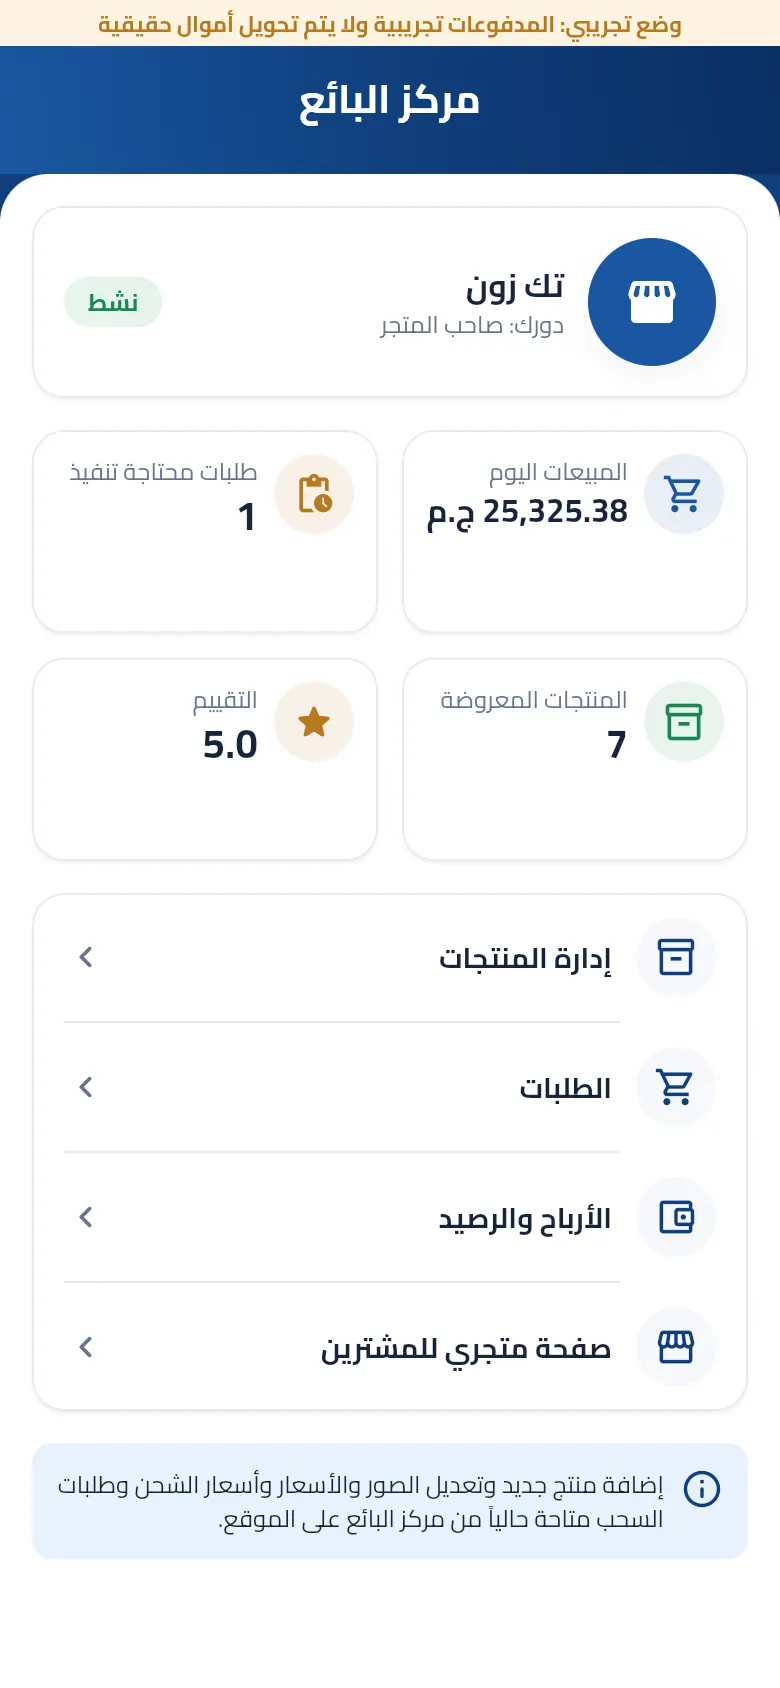 وضع تجريبي: المدفوعات تجريبية ولا يتم تحويل أموال حقيقية
مركز البائع
تك زون
دورك: صاحب المتجر
نشط
المبيعات اليوم
25,325.38 ج.م
طلبات محتاجة تنفيذ
1
المنتجات المعروضة
7
التقييم
5.0
إدارة المنتجات
الطلبات
الأرباح والرصيد
صفحة متجري للمشترين
إضافة منتج جديد وتعديل الصور والأسعار وأسعار الشحن وطلبات
السحب متاحة حالياً من مركز البائع على الموقع.